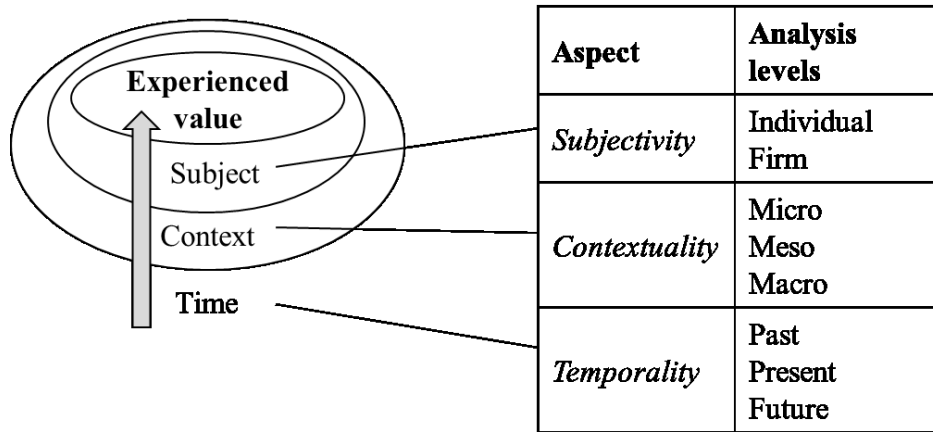 Experienced
value
Subject
Context
Time
Aspect
Analysis
levels
Subjectivity
Individual
Firm
Contextuality
Micro
Meso
Macro
Temporality
Past
Present
Future